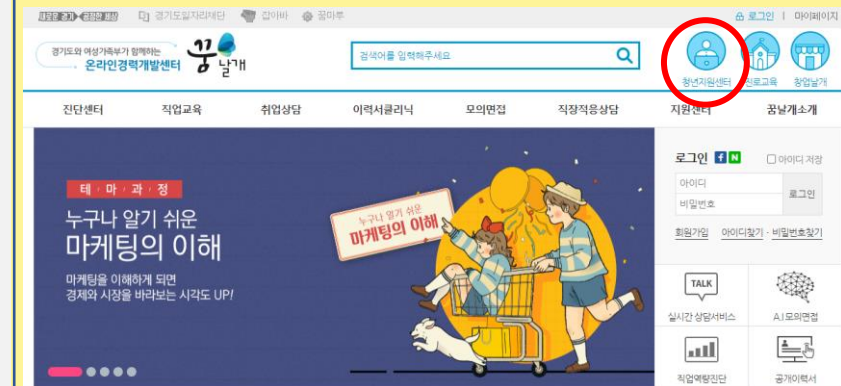 새로운 경기 공정한 세상 경기도일자리재단 잡아바 꿈마루 로그인 | 마이페이지
경기도와 여성가족부가 함께하는
온라인경력개발센터 꿈날개
검색어를 입력해주세요
청년지원센터 진로교육 창업날개
진단센터 직업교육 취업상담 이력서클리닉 모의면접 직장적응상담 지원센터 꿈날개소개
테·마·과·정
누구나 알기 쉬운
마케팅의 이해
마케팅을 이해하게 되면
경제와 시장을 바라보는 시각도 UP!
누구나 알기 쉬운
마케팅의 이해
로그인 f N 아이디 저장
아이디
비밀번호
로그인
회원가입 아이디찾기 · 비밀번호찾기
TALK
실시간 상담서비스 A.I 모의면접
직업역량진단 공개이력서